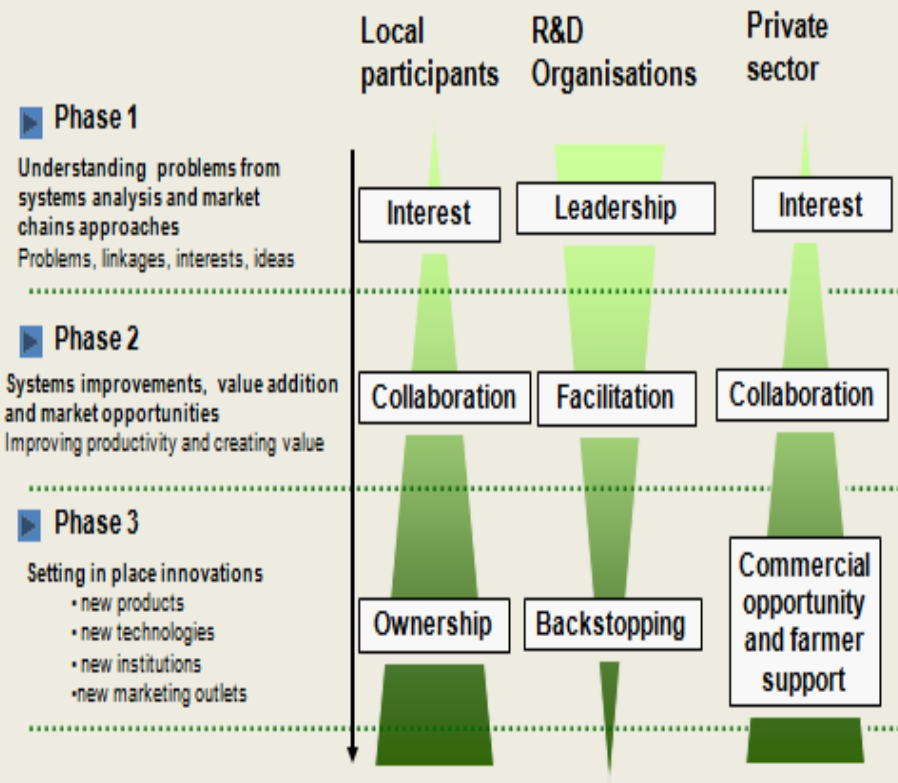 Local
participants
R&D
Organisations
Private
sector
Phase 1
Understanding problems from
systems analysis and market
chains approaches
Problems, linkages, interests, ideas
Interest
Leadership
Interest
Phase 2
Systems improvements, value addition
and market opportunities
Improving productivity and creating value
Collaboration
Facilitation
Collaboration
Phase 3
Setting in place innovations
• new products
• new technologies
• new institutions
•new marketing outlets
Ownership
Backstopping
Commercial
opportunity
and farmer
support